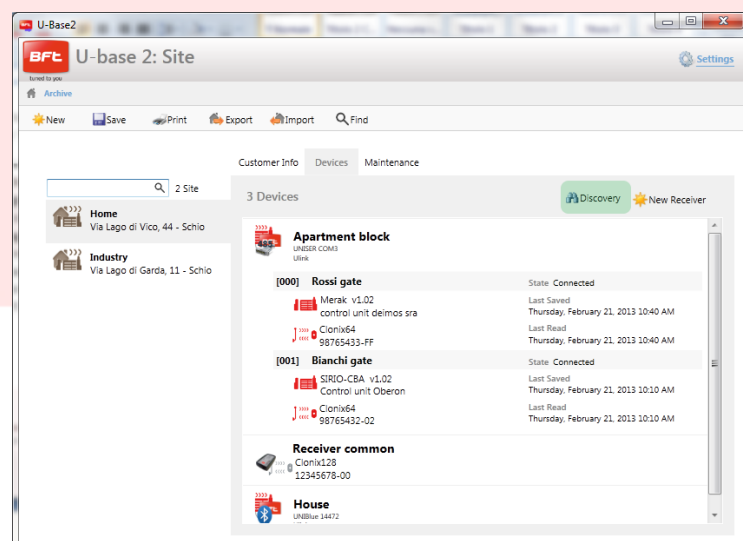 U-Base2
BFt
tuned to you
U-base 2: Site
Settings
Archive
New Save Print Export Import Find
Customer Info Devices Maintenance
2 Site
Home
Via Lago di Vico, 44 - Schio
Industry
Via Lago di Garda, 11 - Schio
3 Devices
Discovery
New Receiver
485
Apartment block
UNISER COM3
Ulink
[000] Rossi gate
State Connected
Merak v1.02
control unit deimos sra
Last Saved
Thursday, February 21, 2013 10:40 AM
Clonix64
98765433-FF
Last Read
Thursday, February 21, 2013 10:40 AM
[001] Bianchi gate
State Connected
SIRIO-CBA v1.02
Control unit Oberon
Last Saved
Thursday, February 21, 2013 10:10 AM
Clonix64
98765432-02
Last Read
Thursday, February 21, 2013 10:10 AM
Receiver common
Clonix128
12345678-00
House
UNIBlue 14472